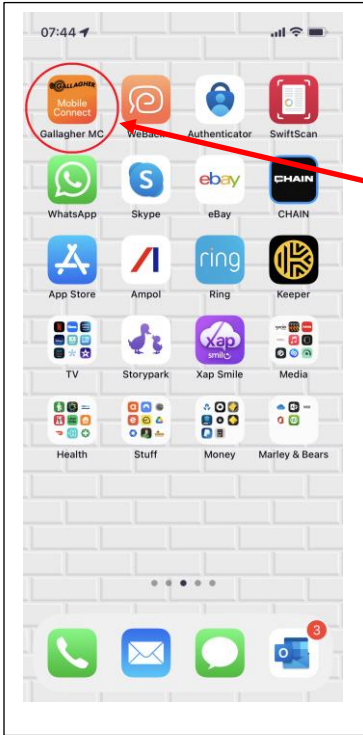 07:44
GALLAGHER
Mobile
Connect
Gallagher MC
Authenticator
SwiftScan
S
ebay
CHAIN
WhatsApp
Skype
eBay
CHAIN
ring
App Store
Ampol
Ring
Keeper
xap
smile
TV
Storypark
Xap Smile
Media
Health
Stuff
Money
Marley & Bears
3